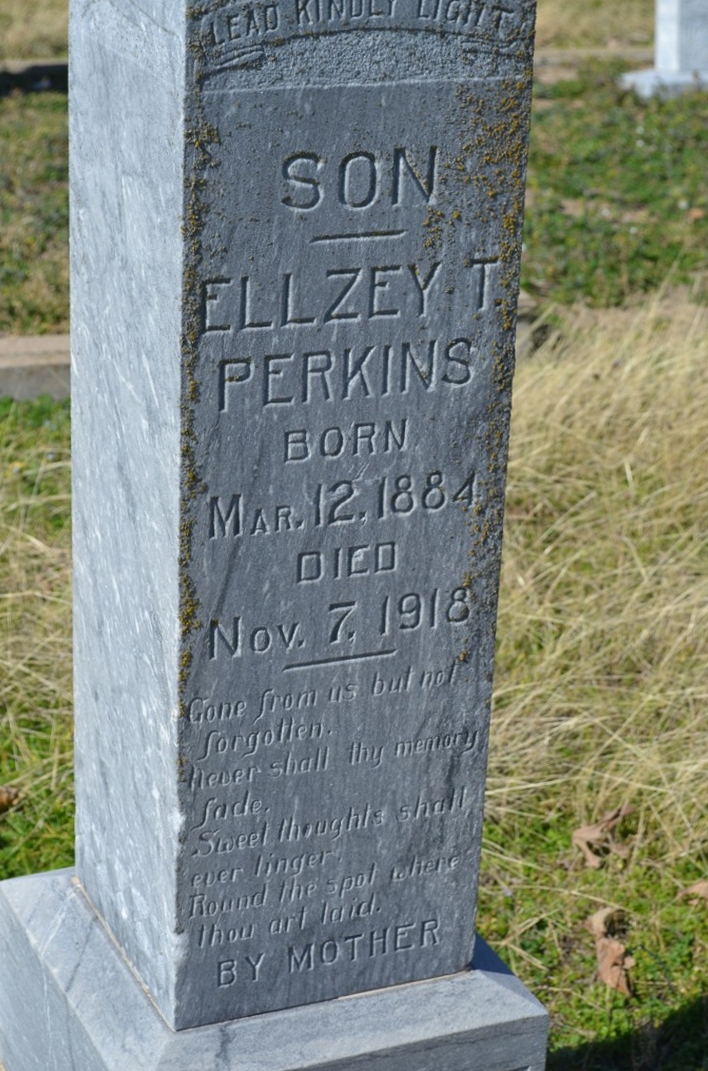 LEAD KINDLY LIGHT
SON
ELLZEY T
PERKINS
BORN
MAR. 12, 1884
DIED
NOV. 7, 1918
Gone from us but not
forgotten.
Never shall thy memory
fade.
Sweet thoughts shall
ever linger,
Round the spot where
thou art laid.
BY MOTHER